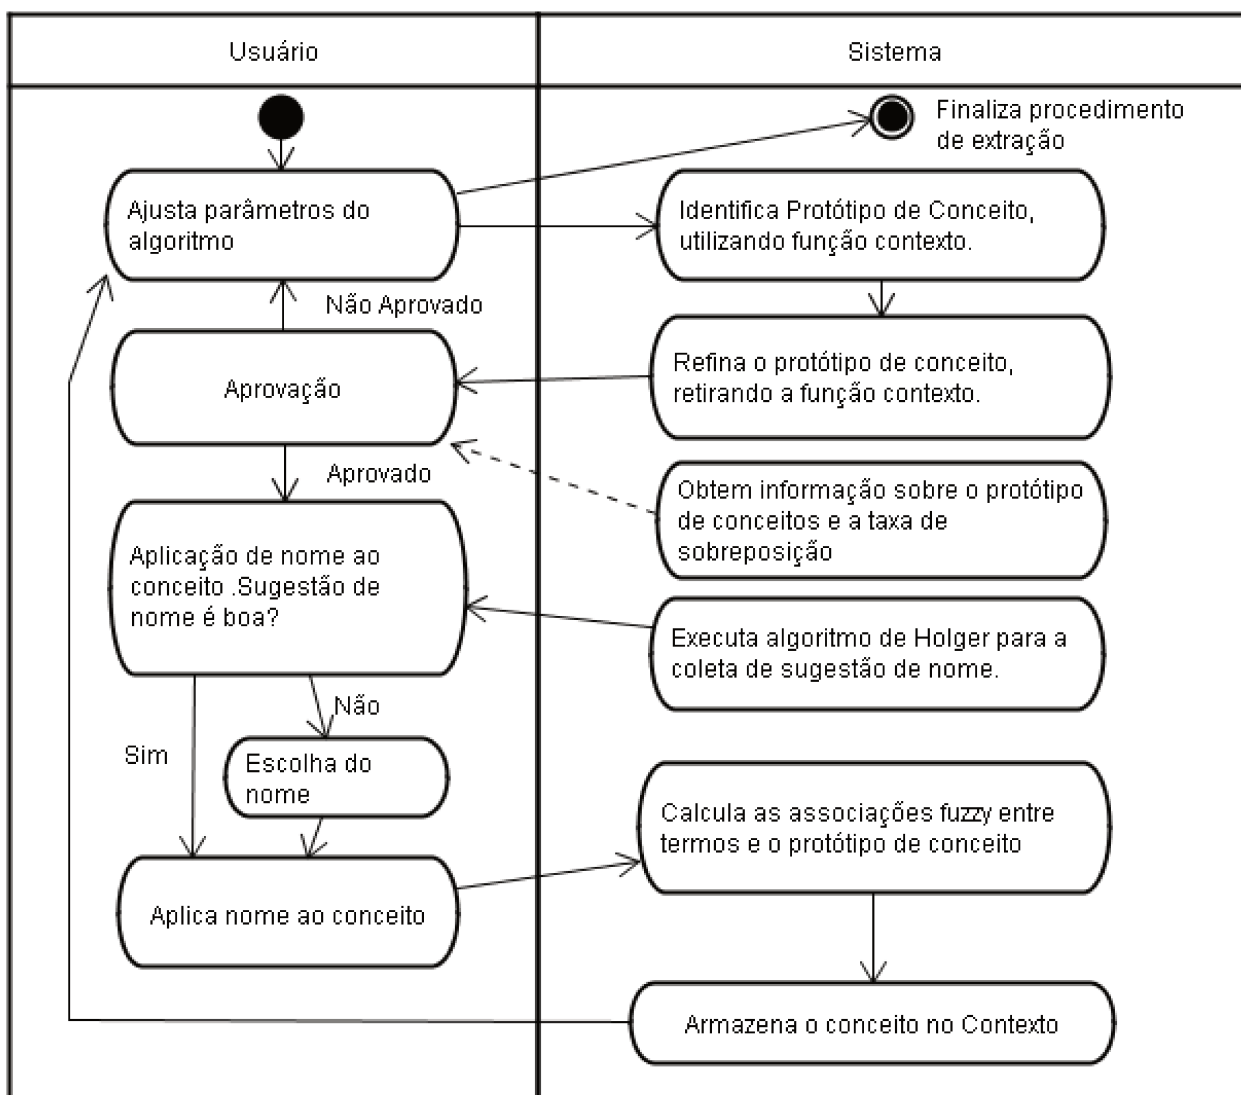 Usuário
Sistema
Finaliza procedimento
de extração
Ajusta parâmetros do
algoritmo
Identifica Protótipo de Conceito,
utilizando função contexto.
Não Aprovado
Aprovação
Refina o protótipo de conceito,
retirando a função contexto.
Aprovado
Obtem informação sobre o protótipo
de conceitos e a taxa de
sobreposição
Aplicação de nome ao
conceito .Sugestão de
nome é boa?
Executa algoritmo de Holger para a
coleta de sugestão de nome.
Não
Sim
Escolha do
nome
Calcula as associações fuzzy entre
termos e o protótipo de conceito
Aplica nome ao conceito
Armazena o conceito no Contexto